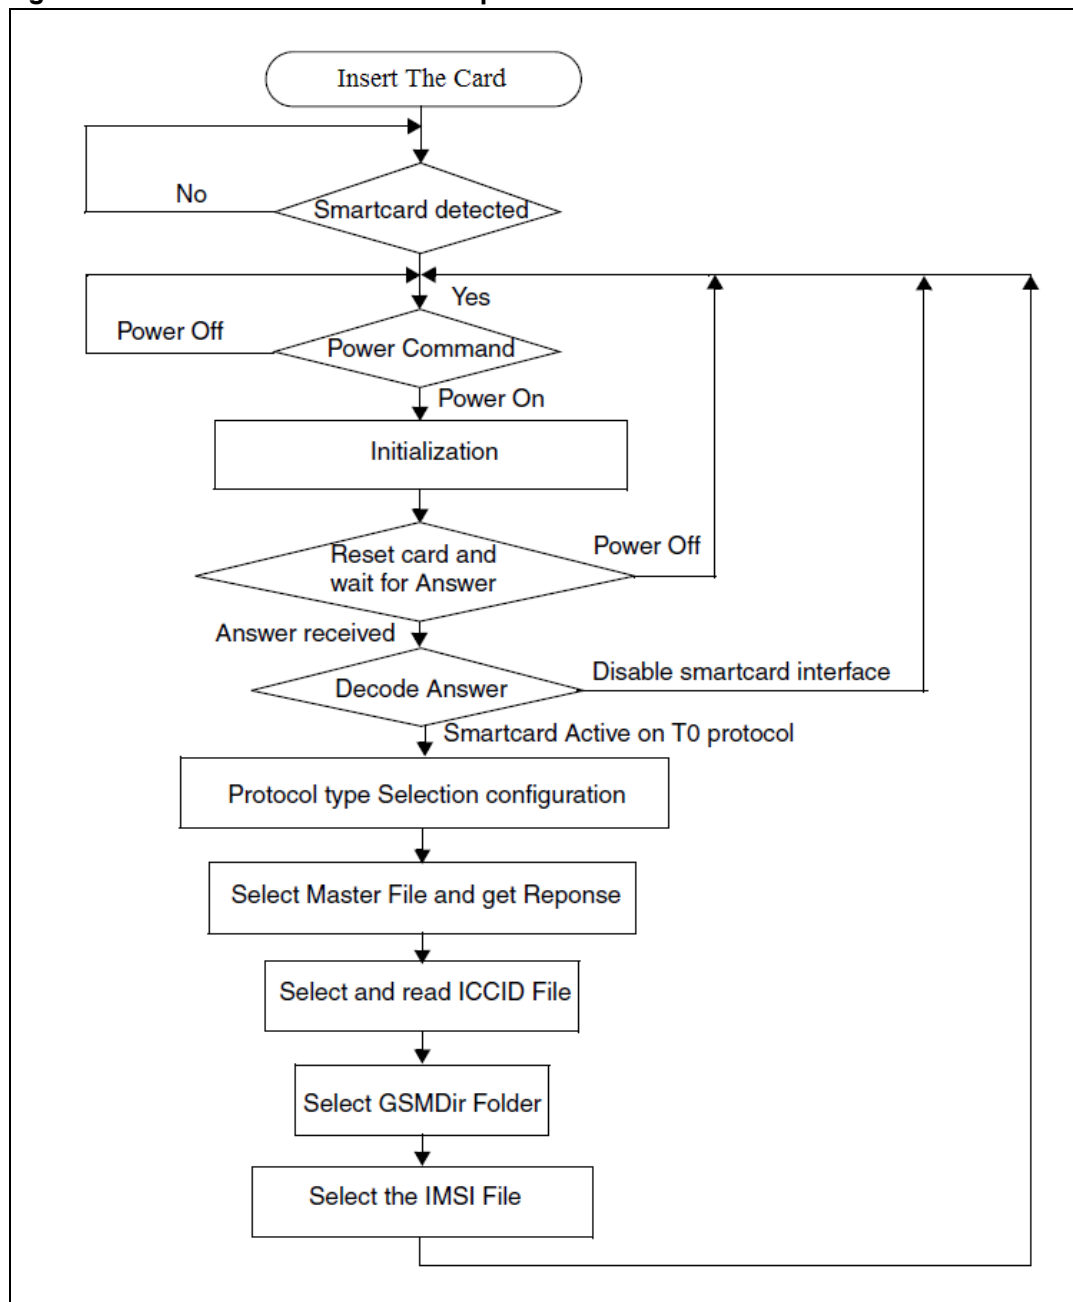 Insert The Card
No
Smartcard detected
Yes
Power Off
Power Command
Power On
Initialization
Reset card and
wait for Answer
Power Off
Answer received
Decode Answer
Disable smartcard interface
Smartcard Active on T0 protocol
Protocol type Selection configuration
Select Master File and get Reponse
Select and read ICCID File
Select GSMDir Folder
Select the IMSI File